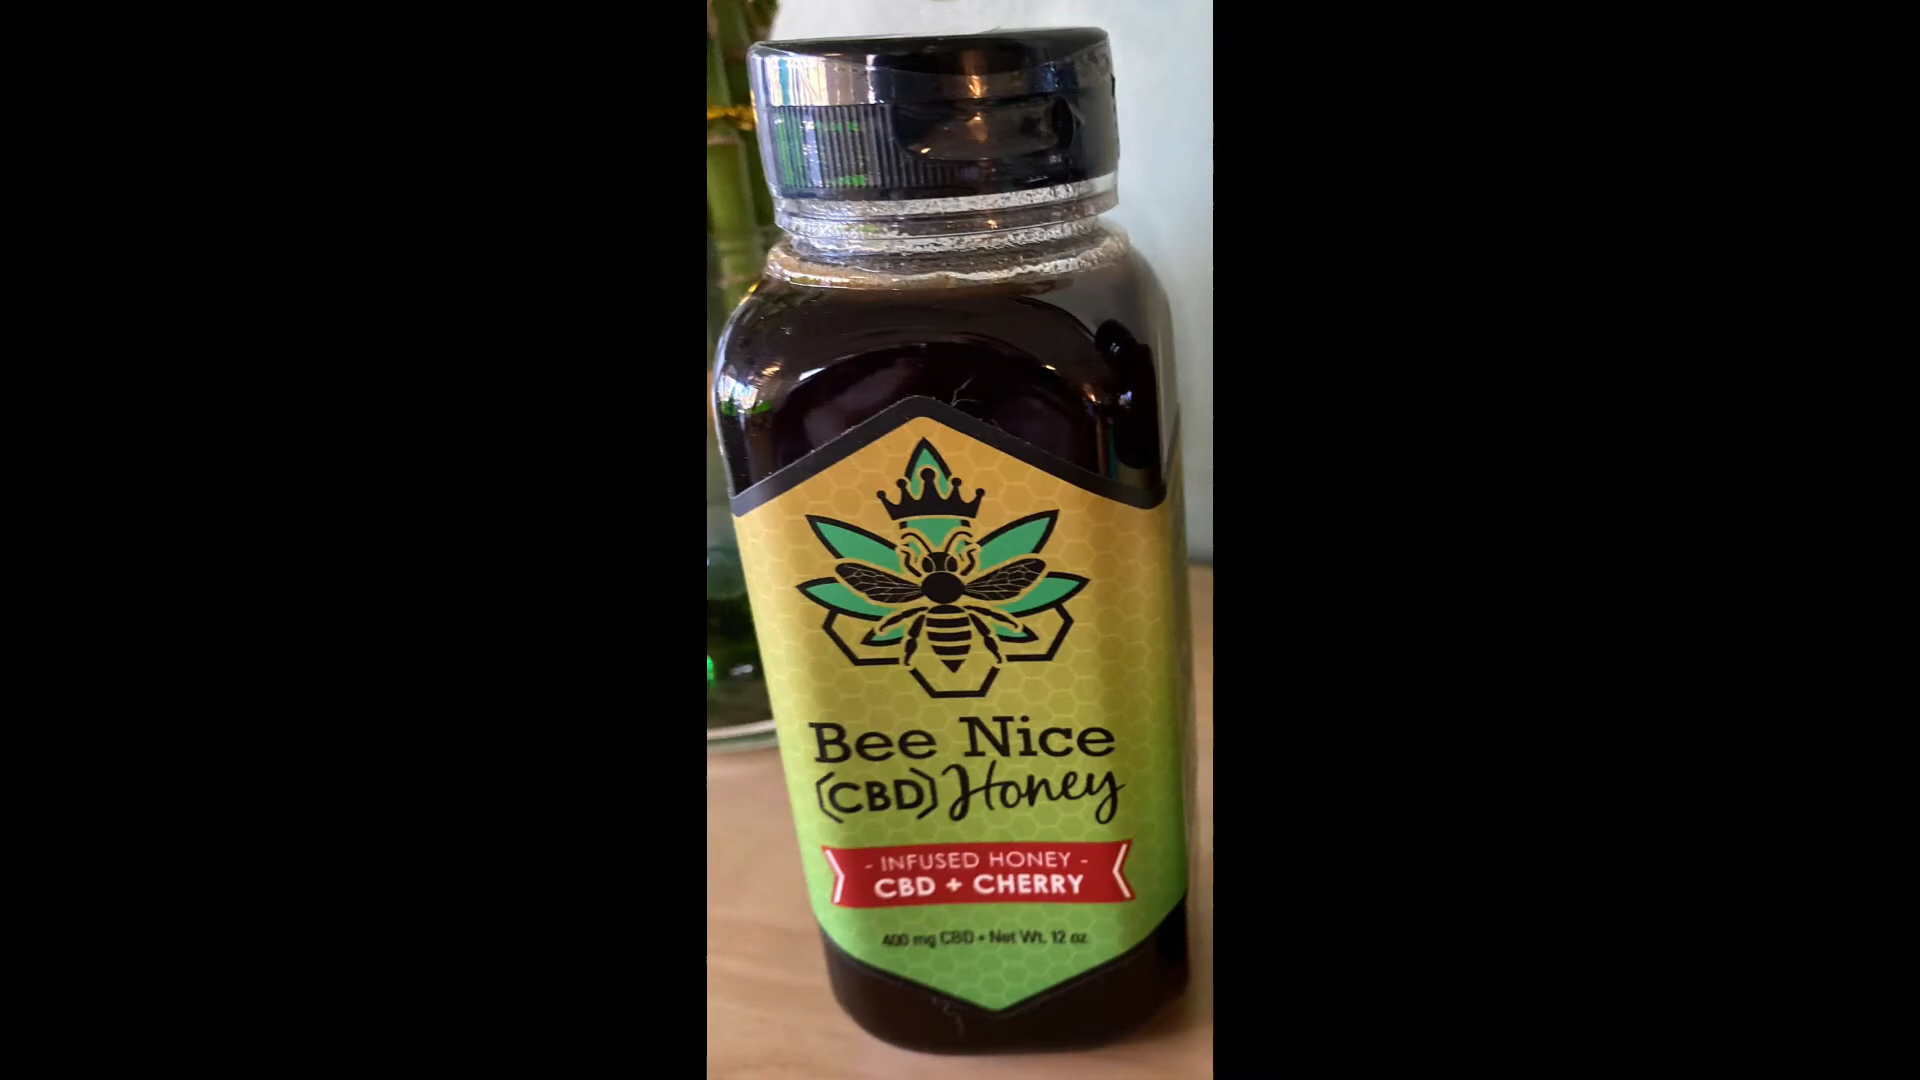 Bee Nice
(CBD) Honey
- INFUSED HONEY -
CBD + CHERRY
400 mg CBD • Net Wt. 12 oz